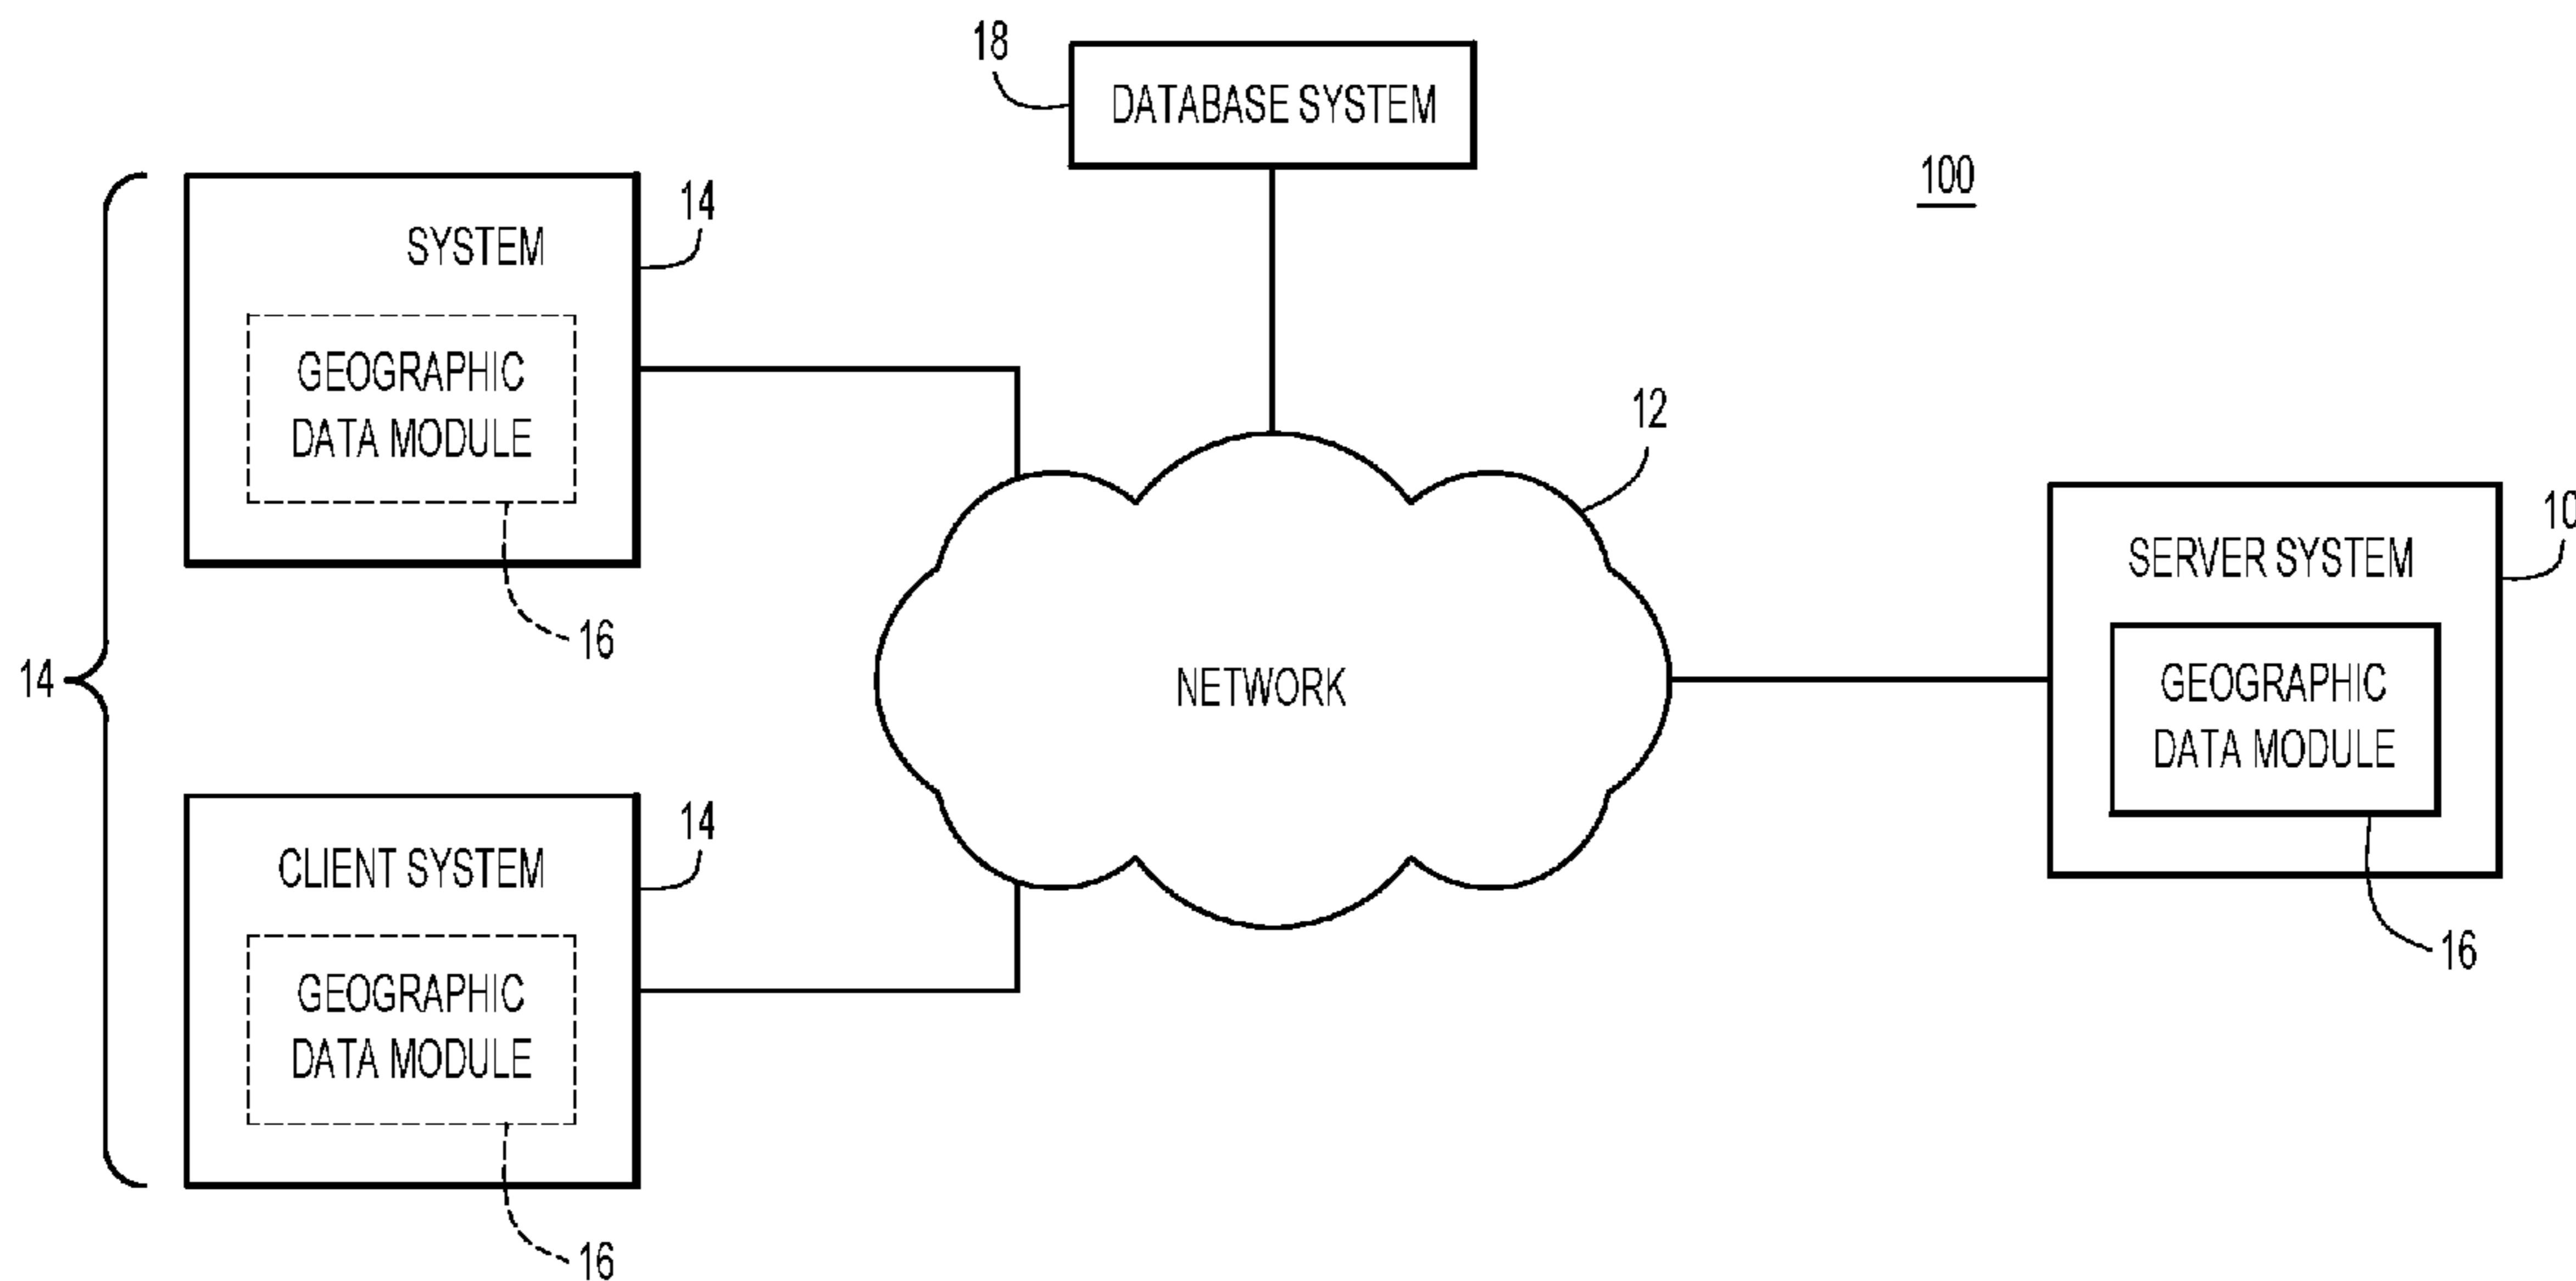 18
DATABASE SYSTEM
100
14
SYSTEM
GEOGRAPHIC
DATA MODULE
16
12
NETWORK
10
SERVER SYSTEM
GEOGRAPHIC
DATA MODULE
16
14
14
CLIENT SYSTEM
GEOGRAPHIC
DATA MODULE
16